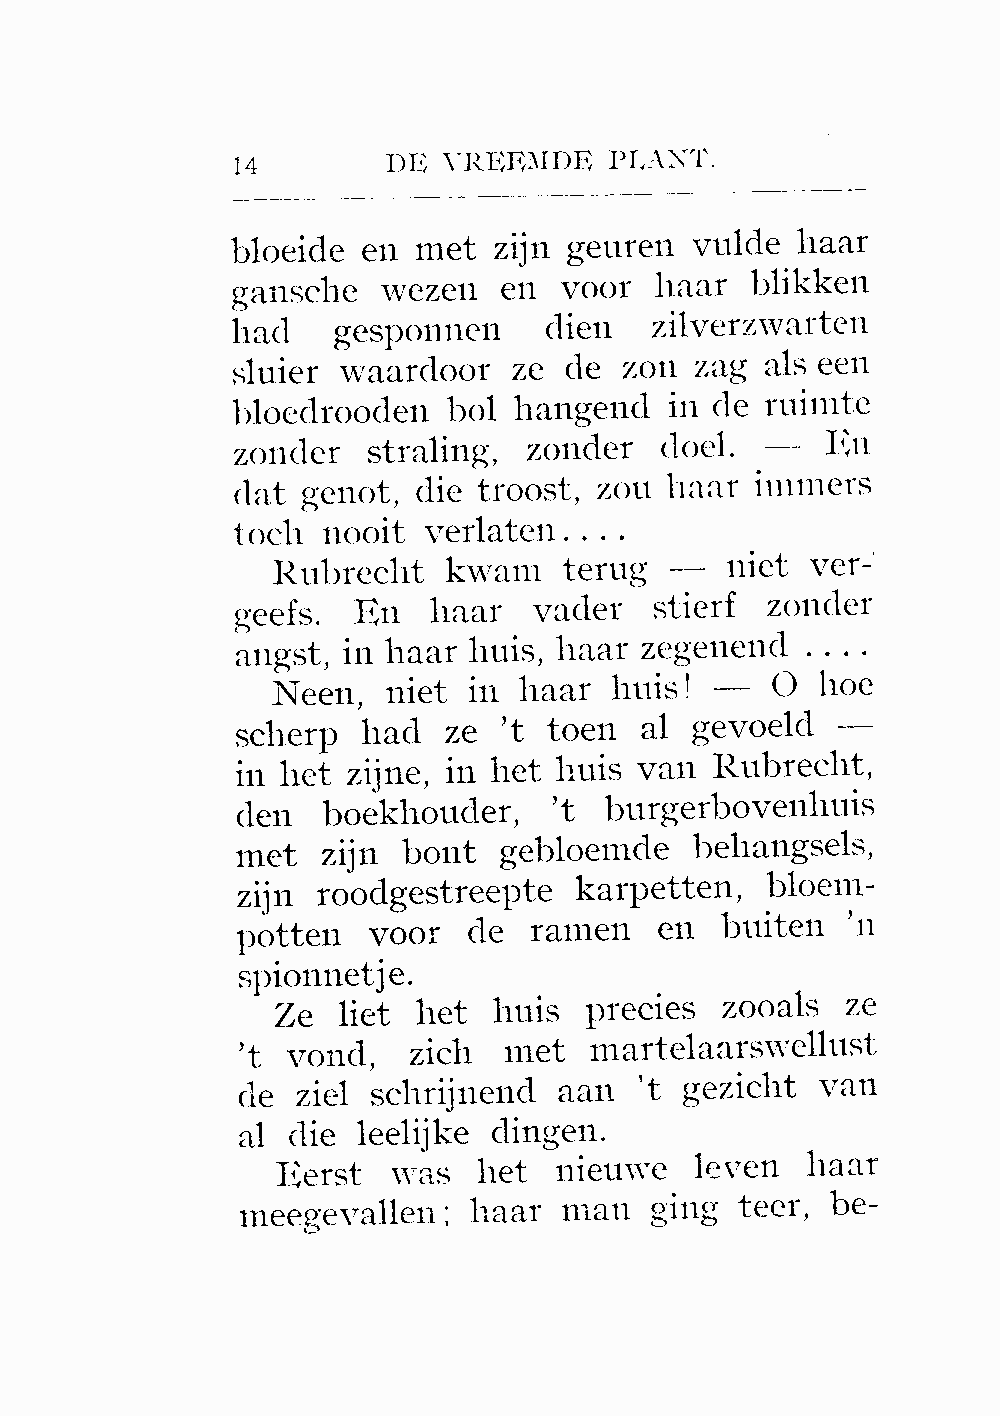 14 DE VREEMDE PLANT.
bloeide en met zijn geuren vulde haar
gansche wezen en voor haar blikken
had gesponnen dien zilverzwarten
sluier waardoor ze de zon zag als een
bloedrooden bol hangend in de ruimte
zonder straling, zonder doel. — En
dat genot, die troost, zou haar immers
toch nooit verlaten....
Rubrecht kwam terug — niet ver-
geefs. En haar vader stierf zonder
angst, in haar huis, haar zegenend ....
Neen, niet in haar huis! — O hoe
scherp had ze 't toen al gevoeld —
in het zijne, in het huis van Rubrecht,
den boekhouder, 't burgerbovenhuis
met zijn bont gebloemde behangsels,
zijn roodgestreepte karpetten, bloem-
potten voor de ramen en buiten 'n
spionnetje.
Ze liet het huis precies zooals ze
't vond, zich met martelaarswellust
de ziel schrijnend aan 't gezicht van
al die leelijke dingen.
Eerst was het nieuwe leven haar
meegevallen; haar man ging teer, be-